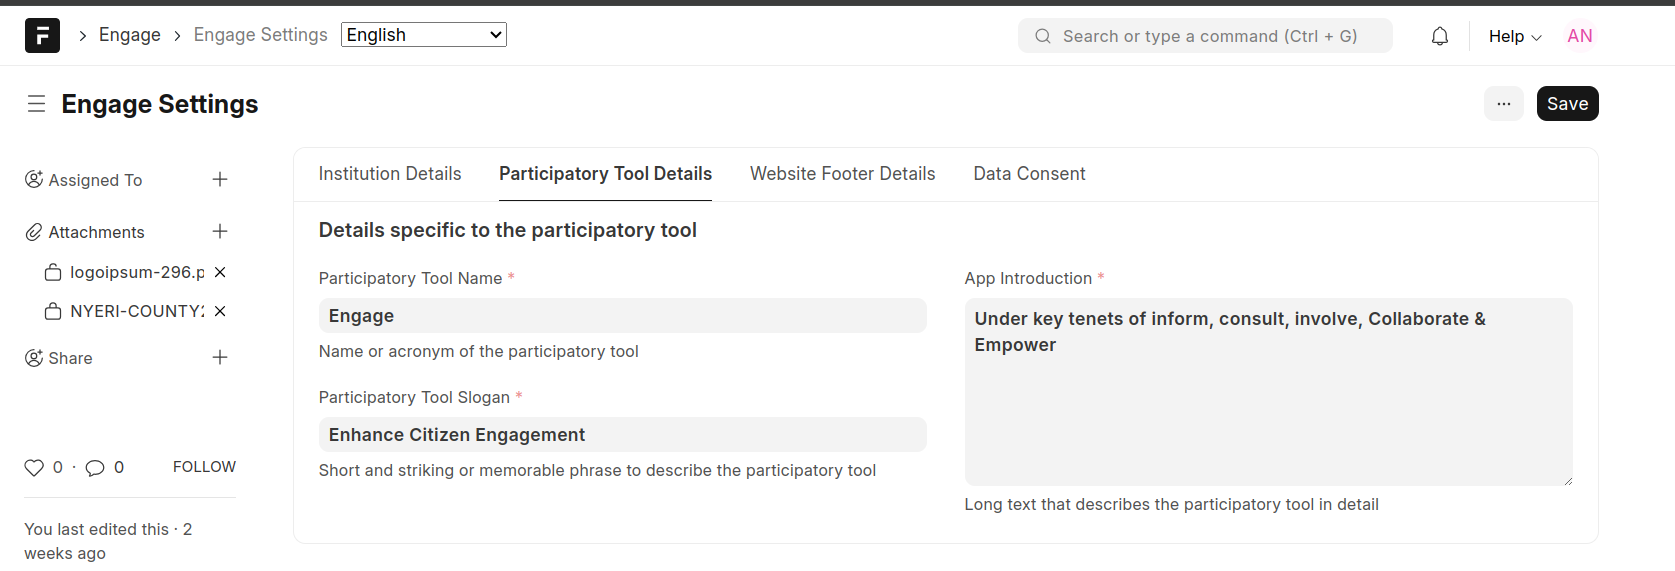 Engage
Engage Settings
English
Search or type a command (Ctrl + G)
Help
AN
Engage Settings
...
Save
Assigned To
Attachments
logoipsum-296.p
NYERI-COUNTY2
Share
0 · 0
FOLLOW
You last edited this · 2
weeks ago
Institution Details
Participatory Tool Details
Website Footer Details
Data Consent
Details specific to the participatory tool
Participatory Tool Name *
Engage
Name or acronym of the participatory tool
Participatory Tool Slogan *
Enhance Citizen Engagement
Short and striking or memorable phrase to describe the participatory tool
App Introduction *
Under key tenets of inform, consult, involve, Collaborate &
Empower
Long text that describes the participatory tool in detail